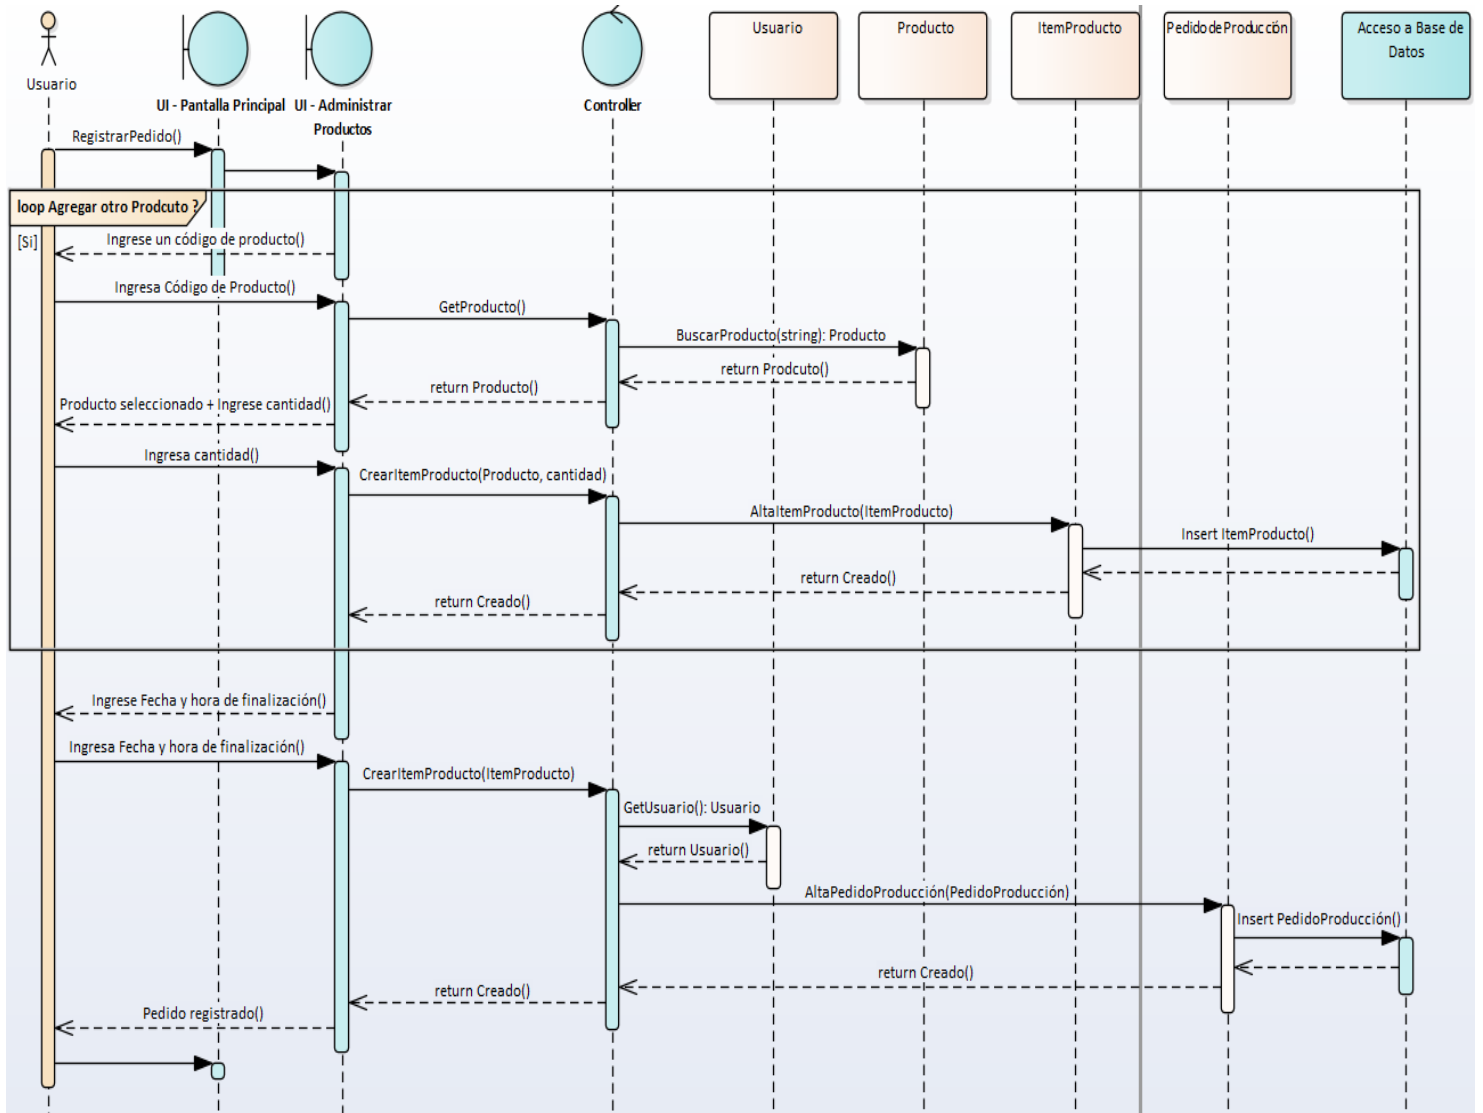 Usuario
UI - Pantalla Principal
UI - Administrar
Productos
Controller
Usuario
Producto
ItemProducto
PedidodeProducción
Acceso a Base de
Datos
RegistrarPedido()
loop Agregar otro Prodcuto ?
[Si]
Ingrese un código de producto()
Ingresa Código de Producto()
GetProducto()
BuscarProducto(string): Producto
return Prodcuto()
return Producto()
Producto seleccionado + Ingrese cantidad()
Ingresa cantidad()
CrearItemProducto(Producto, cantidad)
AltaItemProducto(ItemProducto)
Insert ItemProducto()
return Creado()
return Creado()
Ingrese Fecha y hora de finalización()
Ingresa Fecha y hora de finalización()
CrearItemProducto(ItemProducto)
GetUsuario(): Usuario
return Usuario()
AltaPedidoProducción(PedidoProducción)
Insert PedidoProducción()
return Creado()
return Creado()
Pedido registrado()